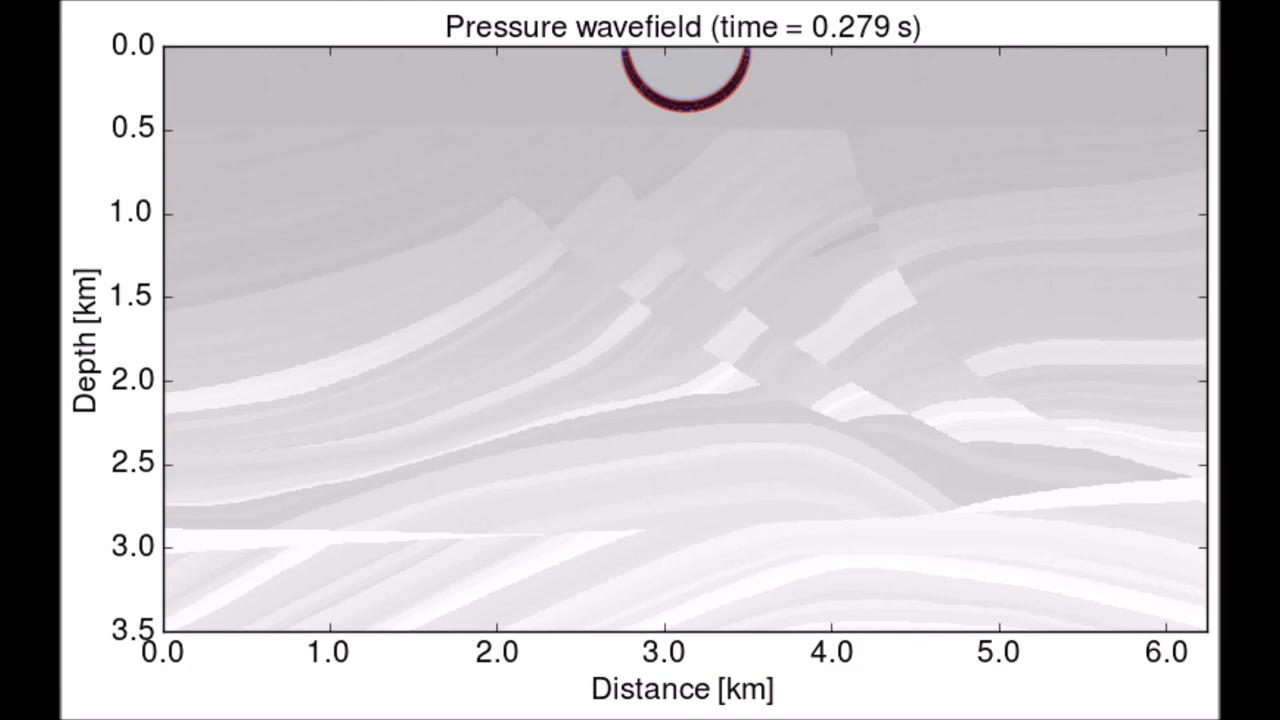 Pressure wavefield (time = 0.279 s)
0.0
0.5
1.0
1.5
2.0
2.5
3.0
3.5
Depth [km]
0.0 1.0 2.0 3.0 4.0 5.0 6.0
Distance [km]